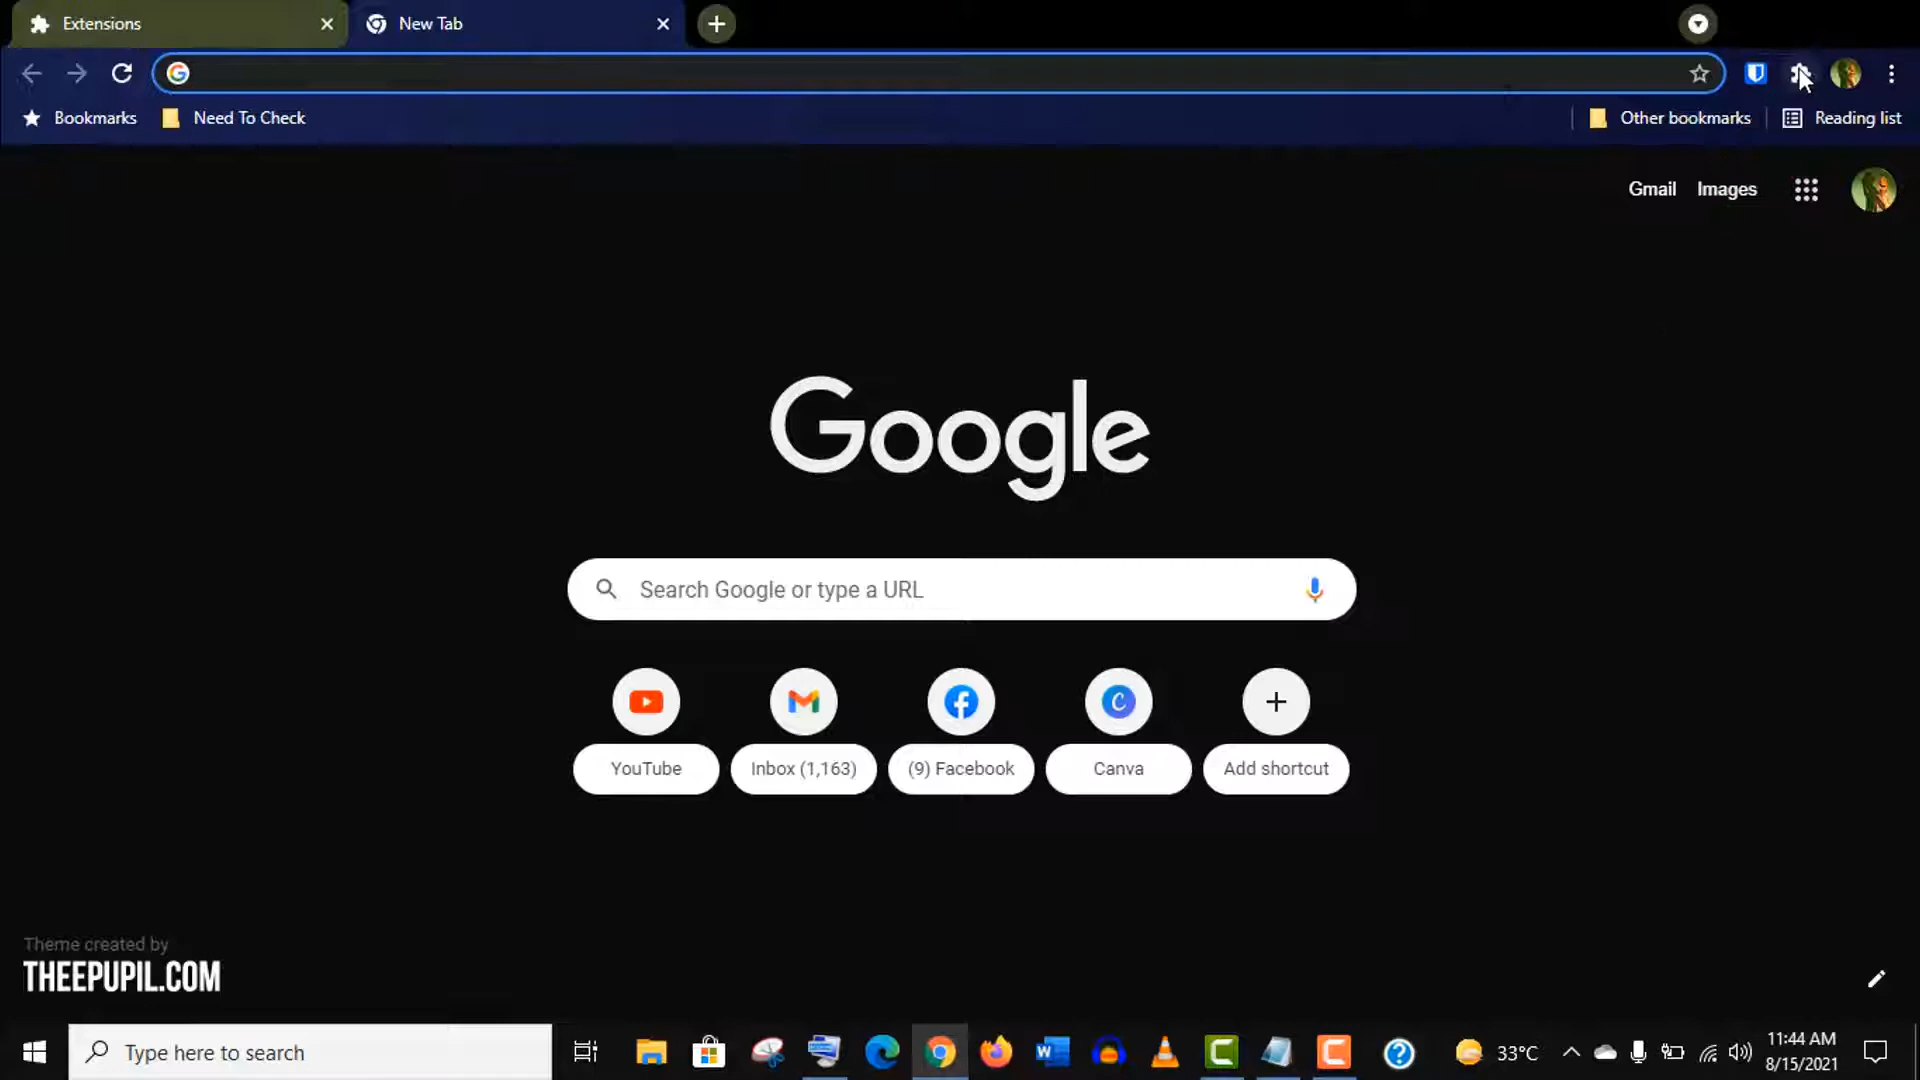 Extensions
New Tab
Bookmarks
Need To Check
Other bookmarks
Reading list
Gmail
Images
Google
Search Google or type a URL
YouTube
Inbox (1,163)
(9) Facebook
Canva
Add shortcut
Theme created by
THEEPUPIL.COM
Type here to search
33°C
11:44 AM
8/15/2021